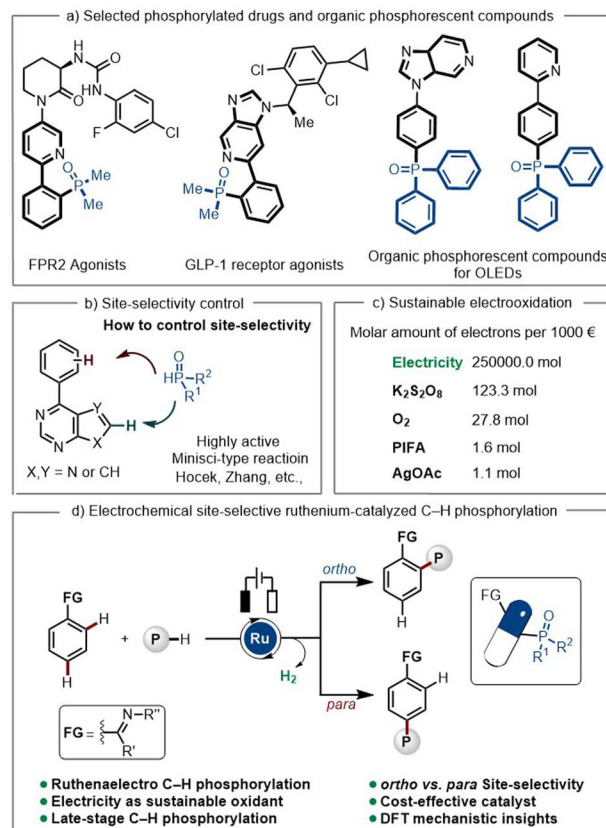 a) Selected phosphorylated drugs and organic phosphorescent compounds
H
N
H
N
O
N
O
N
F
Cl
N
O
P
Me
Me
FPR2 Agonists
Cl
Cl
N
N
Me
N
Me
O
P
Me
GLP-1 receptor agonists
N
N
N
O=P
N
O=P
Organic phosphorescent compounds
for OLEDs
b) Site-selectivity control
How to control site-selectivity
H
O
HP-R²
R¹
N
N
Y
X
H
X,Y = N or CH
Highly active
Minisci-type reactioin
Hocek, Zhang, etc.,
c) Sustainable electrooxidation
Molar amount of electrons per 1000 €
Electricity 250000.0 mol
K₂S₂O₈ 123.3 mol
O₂ 27.8 mol
PIFA 1.6 mol
AgOAc 1.1 mol
d) Electrochemical site-selective ruthenium-catalyzed C–H phosphorylation
FG
H
H
+
P–H
Ru
H₂
ortho
FG
P
H
para
FG
H
P
FG
O
P
R²
R¹
FG =
N–R"
R'
Ruthenaelectro C–H phosphorylation
Electricity as sustainable oxidant
Late-stage C–H phosphorylation
ortho vs. para Site-selectivity
Cost-effective catalyst
DFT mechanistic insights